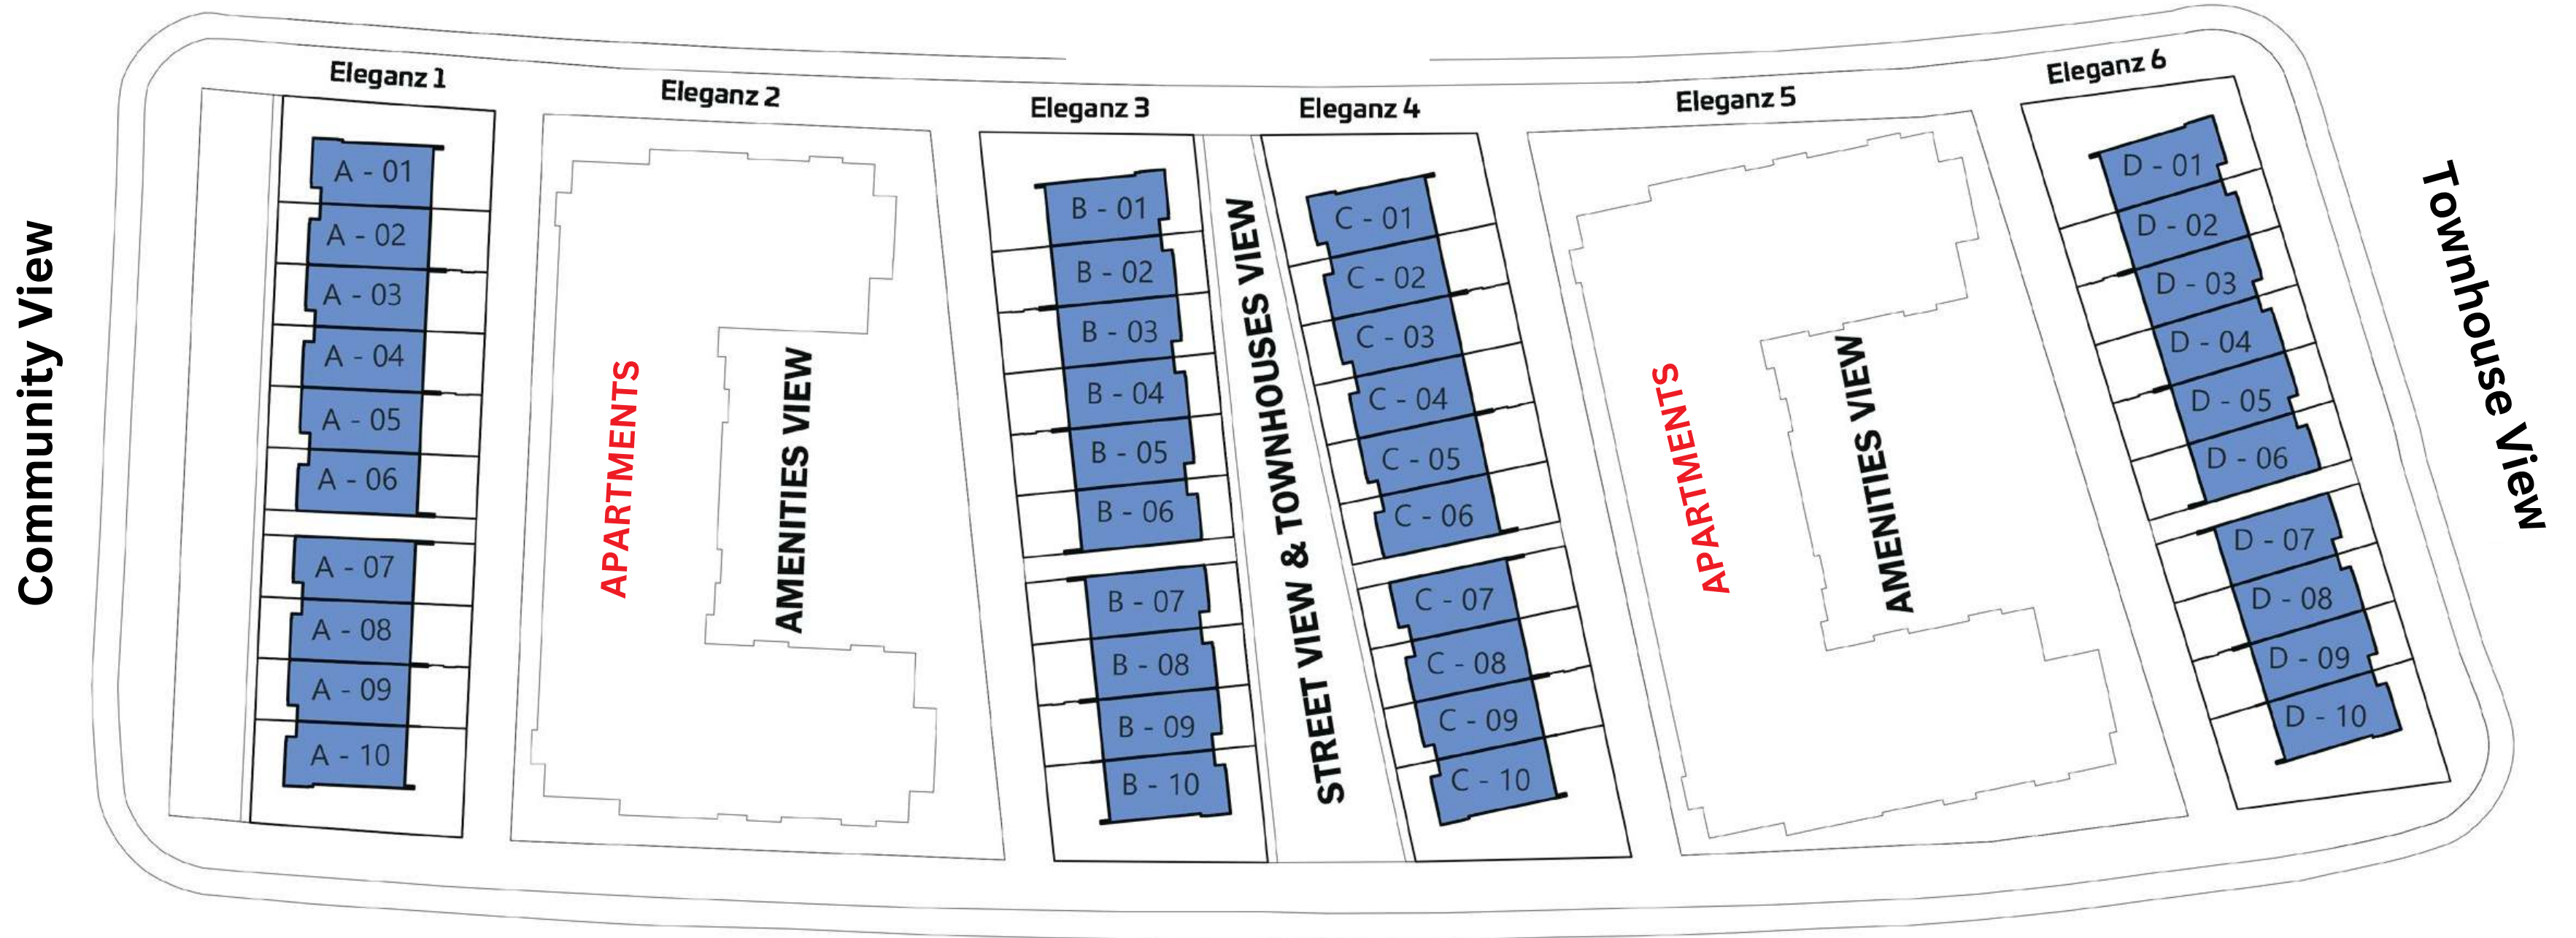 Community View
Eleganz 1
A - 01
A - 02
A - 03
A - 04
A - 05
A - 06
A - 07
A - 08
A - 09
A - 10
Eleganz 2
APARTMENTS
AMENITIES VIEW
Eleganz 3
B - 01
B - 02
B - 03
B - 04
B - 05
B - 06
B - 07
B - 08
B - 09
B - 10
STREET VIEW & TOWNHOUSES VIEW
Eleganz 4
C - 01
C - 02
C - 03
C - 04
C - 05
C - 06
C - 07
C - 08
C - 09
C - 10
Eleganz 5
APARTMENTS
AMENITIES VIEW
Eleganz 6
D - 01
D - 02
D - 03
D - 04
D - 05
D - 06
D - 07
D - 08
D - 09
D - 10
Townhouse View